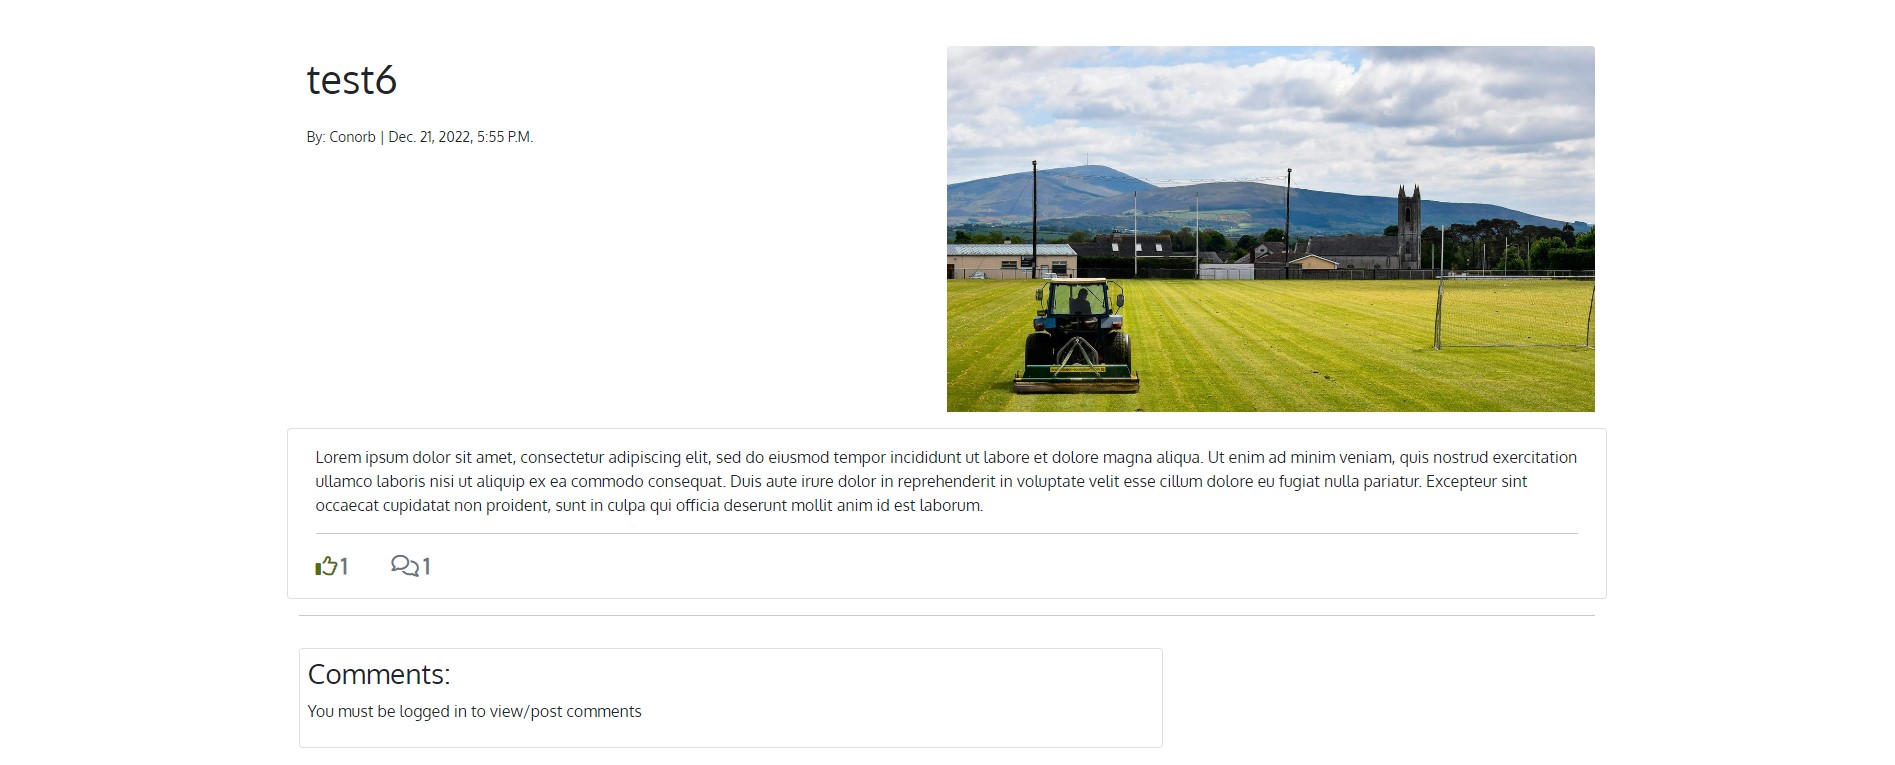 test6
By: Conorb | Dec. 21, 2022, 5:55 P.M.
Lorem ipsum dolor sit amet, consectetur adipiscing elit, sed do eiusmod tempor incididunt ut labore et dolore magna aliqua. Ut enim ad minim veniam, quis nostrud exercitation
ullamco laboris nisi ut aliquip ex ea commodo consequat. Duis aute irure dolor in reprehenderit in voluptate velit esse cillum dolore eu fugiat nulla pariatur. Excepteur sint
occaecat cupidatat non proident, sunt in culpa qui officia deserunt mollit anim id est laborum.
1 1
Comments:
You must be logged in to view/post comments